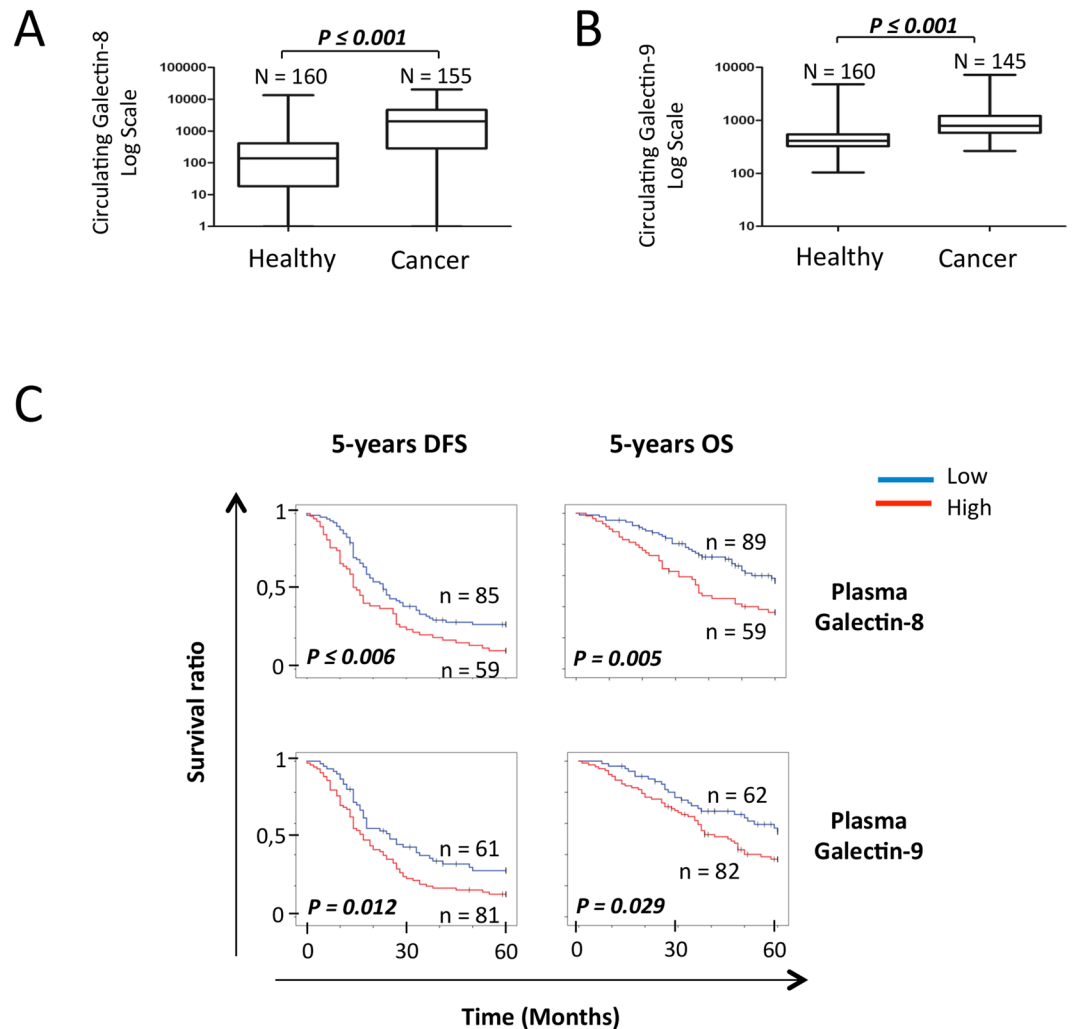 A
P ≤ 0.001
Circulating Galectin-8
Log Scale
100000
10000
1000
100
10
1
N = 160
N = 155
Healthy
Cancer
B
P ≤ 0.001
Circulating Galectin-9
Log Scale
10000
1000
100
10
N = 160
N = 145
Healthy
Cancer
C
5-years DFS
5-years OS
Low
High
Survival ratio
1
0,5
0
n = 85
n = 59
P ≤ 0.006
n = 89
n = 59
P = 0.005
Plasma
Galectin-8
1
0,5
0
n = 61
n = 81
P = 0.012
n = 62
n = 82
P = 0.029
Plasma
Galectin-9
0
30
60
0
30
60
Time (Months)